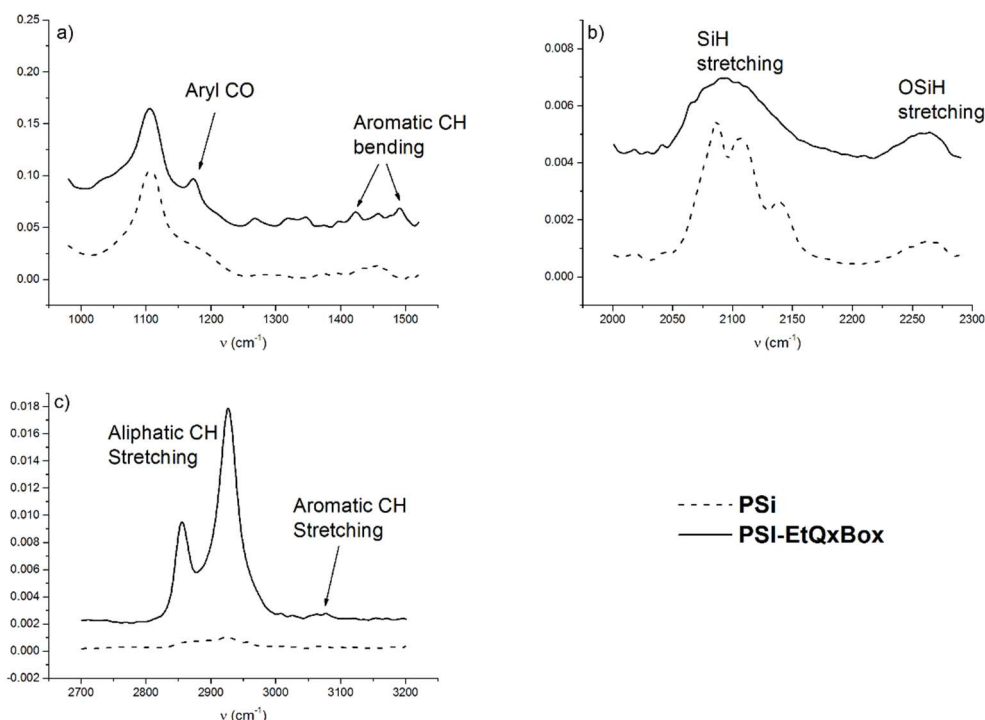 a)
0.25
0.20
0.15
0.10
0.05
0.00
Aryl CO
Aromatic CH
bending
1000 1100 1200 1300 1400 1500
ν (cm-1)
b)
0.008
0.006
0.004
0.002
0.000
SiH
stretching
OSiH
stretching
2000 2050 2100 2150 2200 2250 2300
ν (cm-1)
c)
0.018
0.016
0.014
0.012
0.010
0.008
0.006
0.004
0.002
0.000
-0.002
Aliphatic CH
Stretching
Aromatic CH
Stretching
2700 2800 2900 3000 3100 3200
ν (cm-1)
PSi
PSI-EtQxBox